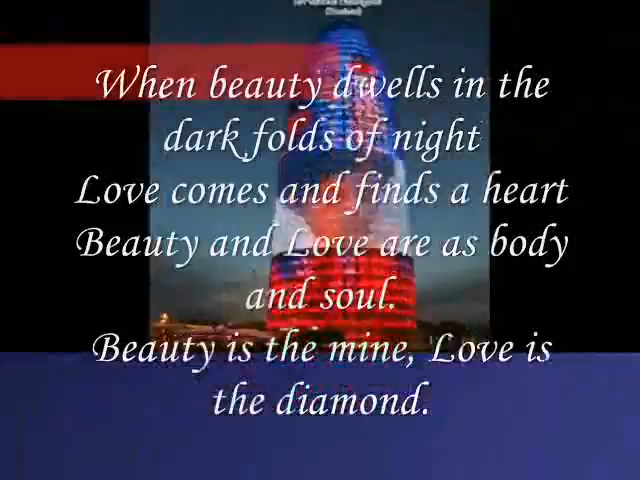 When beauty dwells in the
dark folds of night
Love comes and finds a heart
Beauty and Love are as body
and soul.
Beauty is the mine, Love is
the diamond.